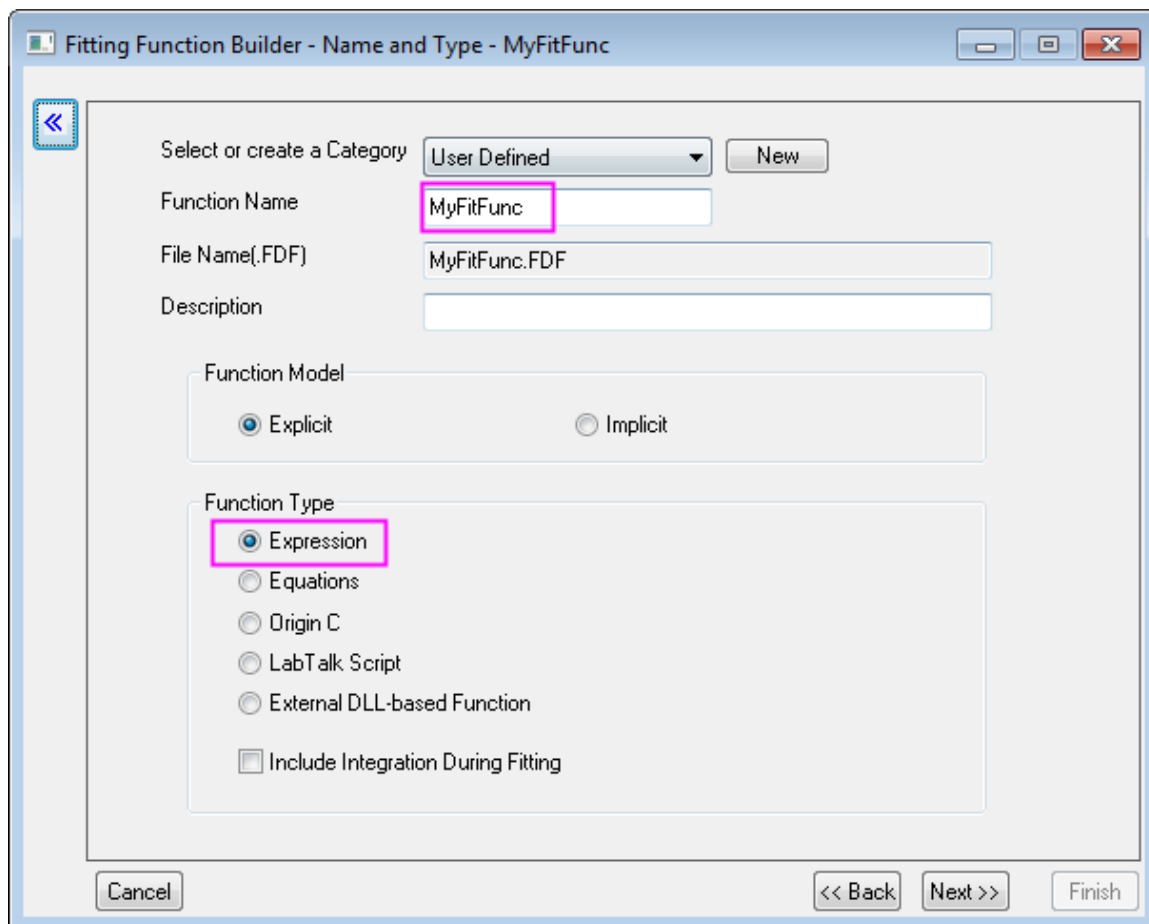 Fitting Function Builder - Name and Type - MyFitFunc
Select or create a Category User Defined New
Function Name MyFitFunc
File Name(.FDF) MyFitFunc.FDF
Description
Function Model
Explicit Implicit
Function Type
Expression
Equations
Origin C
LabTalk Script
External DLL-based Function
Include Integration During Fitting
Cancel << Back Next >> Finish